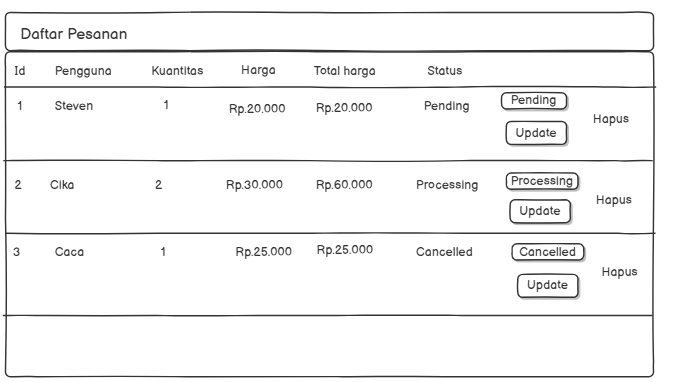 Daftar Pesanan
Id Pengguna Kuantitas Harga Total harga Status
1 Steven 1 Rp.20.000 Rp.20.000 Pending Pending
Update Hapus
2 Cika 2 Rp.30.000 Rp.60.000 Processing Processing
Update Hapus
3 Caca 1 Rp.25.000 Rp.25.000 Cancelled Cancelled
Update Hapus